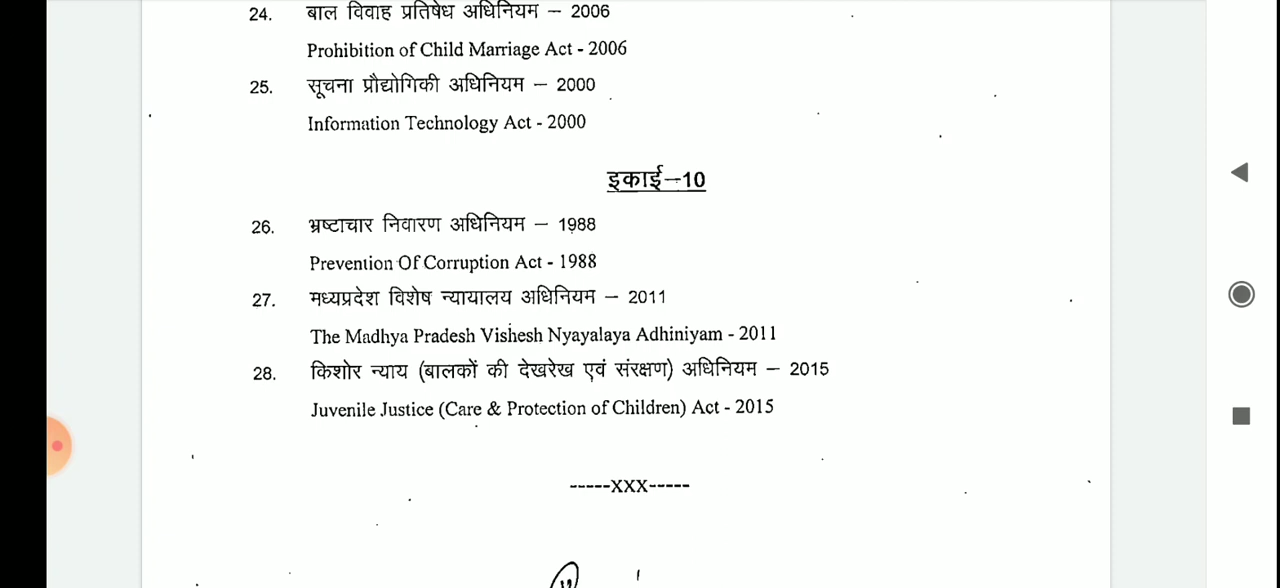 24. बाल विवाह प्रतिषेध अधिनियम – 2006
Prohibition of Child Marriage Act - 2006
25. सूचना प्रौद्योगिकी अधिनियम – 2000
Information Technology Act - 2000
इकाई–10
26. भ्रष्टाचार निवारण अधिनियम – 1988
Prevention Of Corruption Act - 1988
27. मध्यप्रदेश विशेष न्यायालय अधिनियम – 2011
The Madhya Pradesh Vishesh Nyayalaya Adhiniyam - 2011
28. किशोर न्याय (बालकों की देखरेख एवं संरक्षण) अधिनियम – 2015
Juvenile Justice (Care & Protection of Children) Act - 2015
-----XXX-----